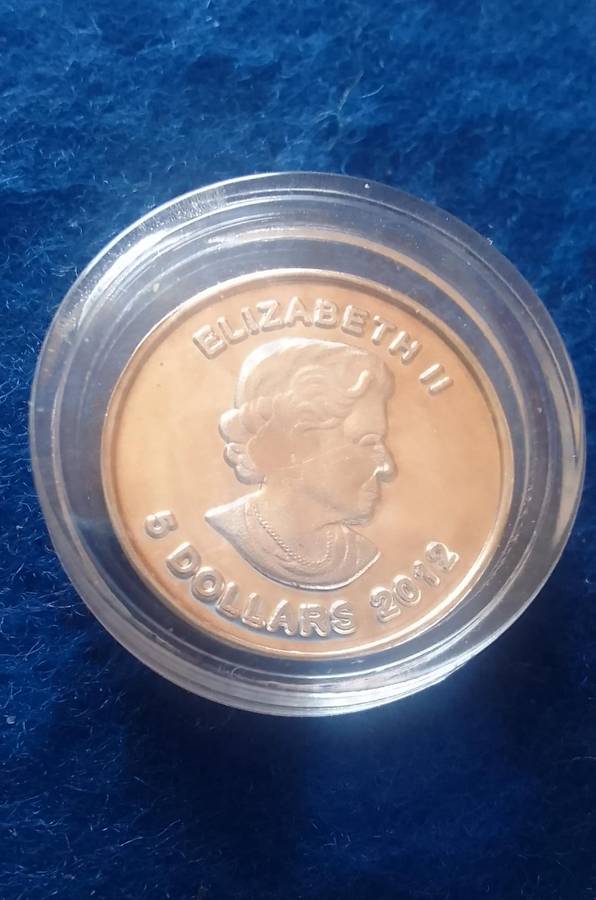 ELIZABETH II
5 DOLLARS 2012